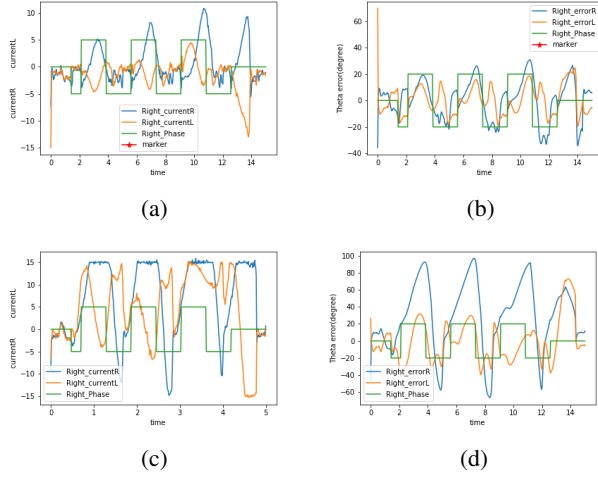 currentR currentL
10
5
0
−5
−10
−15
0 2 4 6 8 10 12 14
time
Right_currentR
Right_currentL
Right_Phase
marker
(a)
Theta error(degree)
60
40
20
0
−20
−40
0 2 4 6 8 10 12 14
time
Right_errorR
Right_errorL
Right_Phase
marker
(b)
currentR currentL
15
10
5
0
−5
−10
−15
0 1 2 3 4 5
time
Right_currentR
Right_currentL
Right_Phase
(c)
Theta error(degree)
100
80
60
40
20
0
−20
−40
−60
0 2 4 6 8 10 12 14
time
Right_errorR
Right_errorL
Right_Phase
(d)